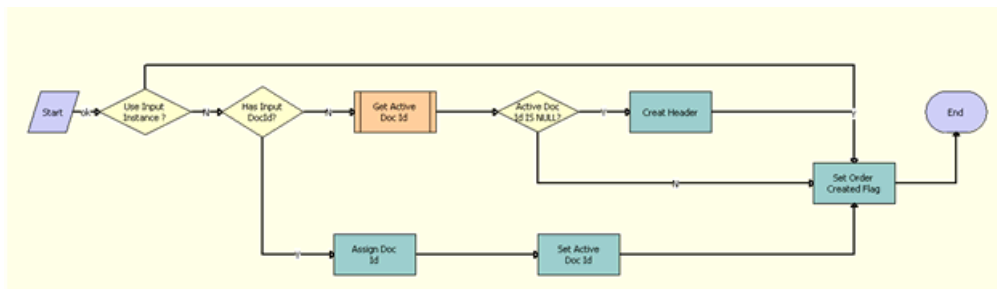 Start
ok
Use Input
Instance ?
N
Has Input
DocId?
N
Get Active
Doc Id
Active Doc
Id IS NULL?
Y
Creat Header
Y
End
N
Set Order
Created Flag
Y
Assign Doc
Id
Set Active
Doc Id